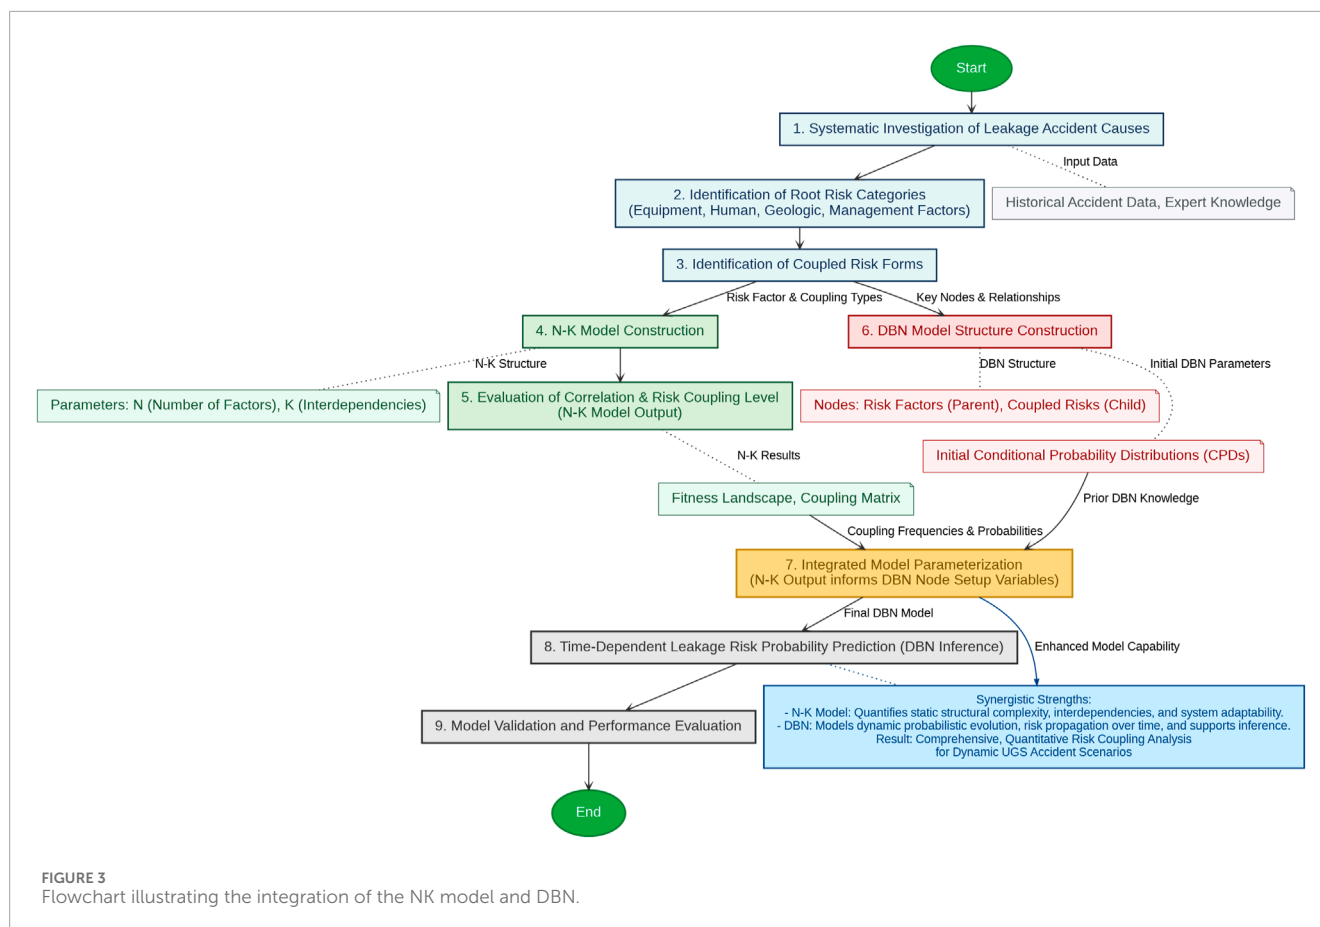 Start
1. Systematic Investigation of Leakage Accident Causes
Input Data
2. Identification of Root Risk Categories
(Equipment, Human, Geologic, Management Factors)
Historical Accident Data, Expert Knowledge
3. Identification of Coupled Risk Forms
Risk Factor & Coupling Types
Key Nodes & Relationships
4. N-K Model Construction
6. DBN Model Structure Construction
N-K Structure
DBN Structure
Initial DBN Parameters
Parameters: N (Number of Factors), K (Interdependencies)
5. Evaluation of Correlation & Risk Coupling Level
(N-K Model Output)
Nodes: Risk Factors (Parent), Coupled Risks (Child)
N-K Results
Initial Conditional Probability Distributions (CPDs)
Fitness Landscape, Coupling Matrix
Prior DBN Knowledge
Coupling Frequencies & Probabilities
7. Integrated Model Parameterization
(N-K Output informs DBN Node Setup Variables)
Final DBN Model
8. Time-Dependent Leakage Risk Probability Prediction (DBN Inference)
Enhanced Model Capability
Synergistic Strengths:
- N-K Model: Quantifies static structural complexity, interdependencies, and system adaptability.
- DBN: Models dynamic probabilistic evolution, risk propagation over time, and supports inference.
Result: Comprehensive, Quantitative Risk Coupling Analysis
for Dynamic UGS Accident Scenarios
9. Model Validation and Performance Evaluation
End
FIGURE 3
Flowchart illustrating the integration of the NK model and DBN.